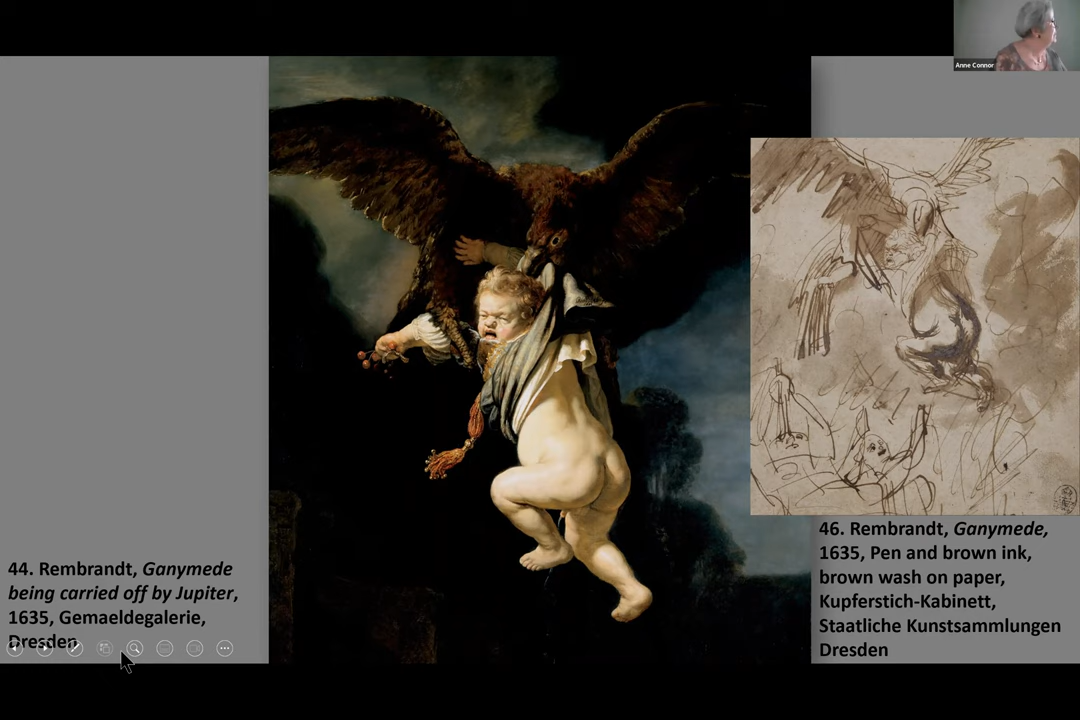 Anne Connor
44. Rembrandt, Ganymede
being carried off by Jupiter,
1635, Gemaeldegalerie,
Dresden
46. Rembrandt, Ganymede,
1635, Pen and brown ink,
brown wash on paper,
Kupferstich-Kabinett,
Staatliche Kunstsammlungen
Dresden